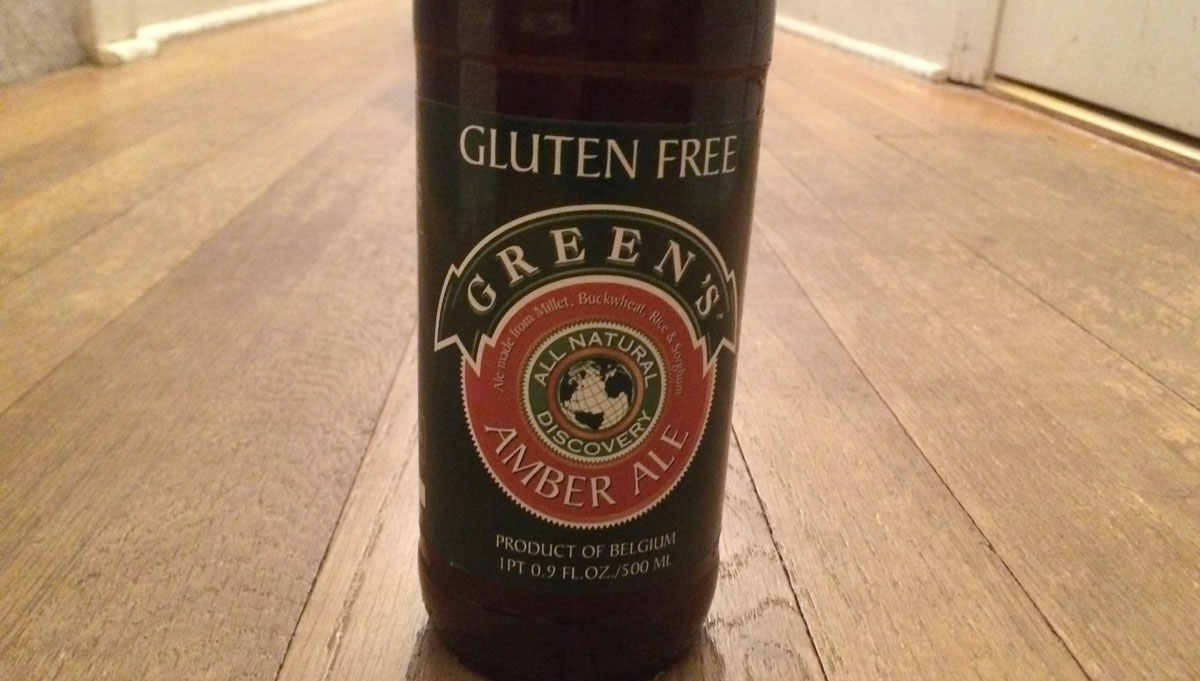 GLUTEN FREE
GREEN'S
Ale made from Millet, Buckwheat, Rice & Sorghum
ALL NATURAL
DISCOVERY
AMBER ALE
PRODUCT OF BELGIUM
1PT 0.9 FL.OZ./500 ML